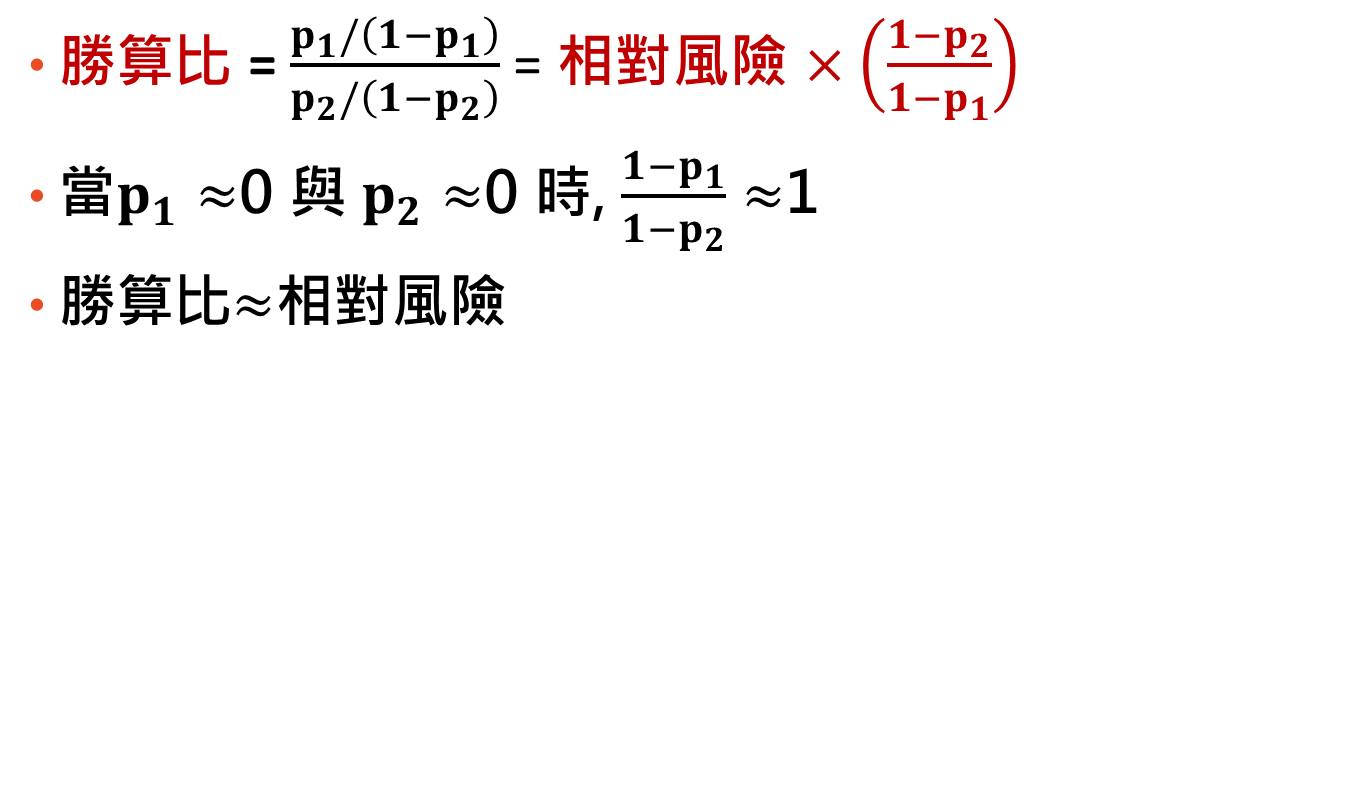 • 勝算比 = p₁/(1−p₁) / p₂/(1−p₂) = 相對風險 × ((1−p₂)/(1−p₁))
• 當p₁ ≈0 與 p₂ ≈0 時, (1−p₁)/(1−p₂) ≈1
• 勝算比≈相對風險